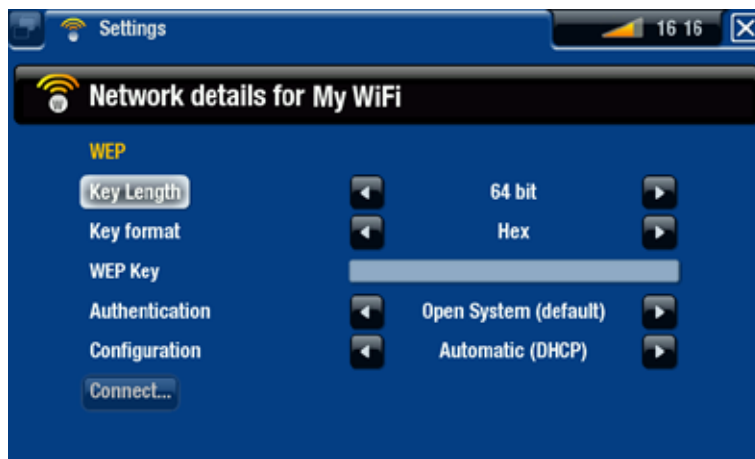 Settings 16 16
Network details for My WiFi
WEP
Key Length 64 bit
Key format Hex
WEP Key
Authentication Open System (default)
Configuration Automatic (DHCP)
Connect...